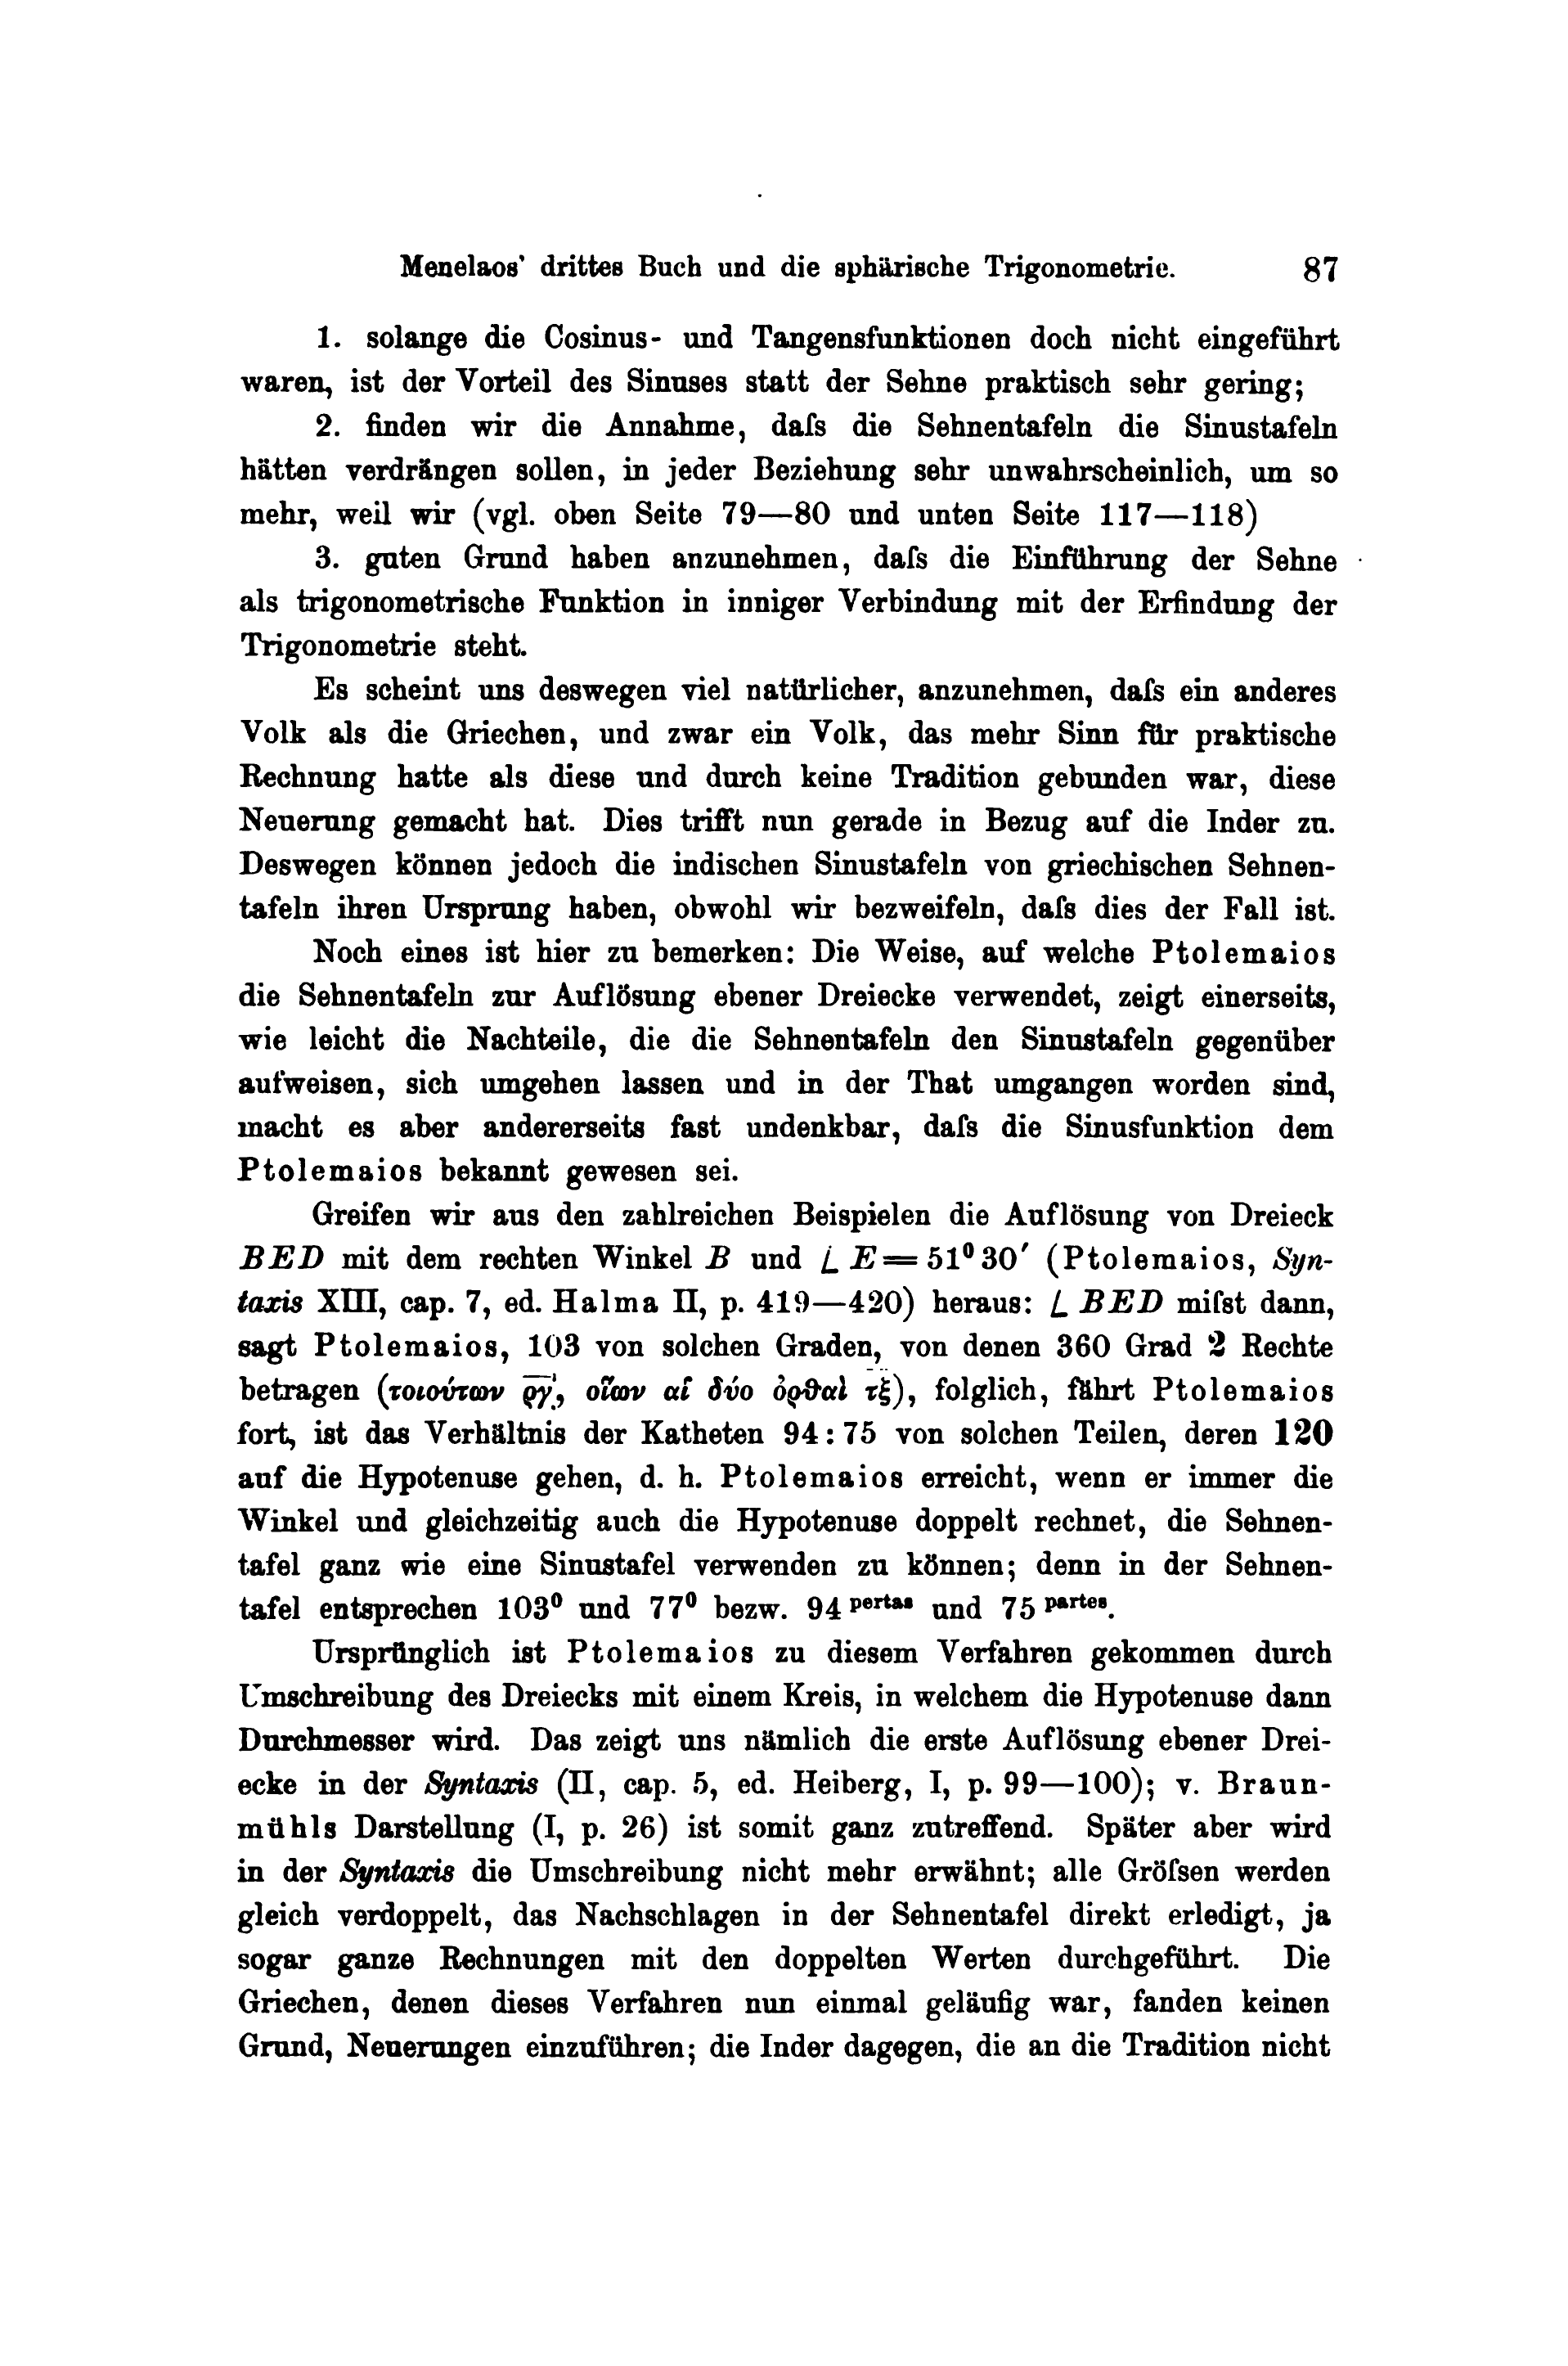 Menelaos' drittes Buch und die sphärische Trigonometrie. 87
1. solange die Cosinus- und Tangensfunktionen doch nicht eingeführt
waren, ist der Vorteil des Sinuses statt der Sehne praktisch sehr gering;
2. finden wir die Annahme, daſs die Sehnentafeln die Sinustafeln
hätten verdrängen sollen, in jeder Beziehung sehr unwahrscheinlich, um so
mehr, weil wir (vgl. oben Seite 79—80 und unten Seite 117—118)
3. guten Grund haben anzunehmen, daſs die Einführung der Sehne
als trigonometrische Funktion in inniger Verbindung mit der Erfindung der
Trigonometrie steht.
Es scheint uns deswegen viel natürlicher, anzunehmen, daſs ein anderes
Volk als die Griechen, und zwar ein Volk, das mehr Sinn für praktische
Rechnung hatte als diese und durch keine Tradition gebunden war, diese
Neuerung gemacht hat. Dies trifft nun gerade in Bezug auf die Inder zu.
Deswegen können jedoch die indischen Sinustafeln von griechischen Sehnen-
tafeln ihren Ursprung haben, obwohl wir bezweifeln, daſs dies der Fall ist.
Noch eines ist hier zu bemerken: Die Weise, auf welche Ptolemaios
die Sehnentafeln zur Auflösung ebener Dreiecke verwendet, zeigt einerseits,
wie leicht die Nachteile, die die Sehnentafeln den Sinustafeln gegenüber
aufweisen, sich umgehen lassen und in der That umgangen worden sind,
macht es aber andererseits fast undenkbar, daſs die Sinusfunktion dem
Ptolemaios bekannt gewesen sei.
Greifen wir aus den zahlreichen Beispielen die Auflösung von Dreieck
BED mit dem rechten Winkel B und ∠ E = 51⁰ 30′ (Ptolemaios, Syn-
taxis XIII, cap. 7, ed. Halma II, p. 419—420) heraus: ∠ BED miſst dann,
sagt Ptolemaios, 103 von solchen Graden, von denen 360 Grad 2 Rechte
betragen (τοιούτων ϱγ, οἵων αἱ δύο ὀϱϑαὶ τξ), folglich, fährt Ptolemaios
fort, ist das Verhältnis der Katheten 94 : 75 von solchen Teilen, deren 120
auf die Hypotenuse gehen, d. h. Ptolemaios erreicht, wenn er immer die
Winkel und gleichzeitig auch die Hypotenuse doppelt rechnet, die Sehnen-
tafel ganz wie eine Sinustafel verwenden zu können; denn in der Sehnen-
tafel entsprechen 103⁰ und 77⁰ bezw. 94 pertas und 75 partes.
Ursprünglich ist Ptolemaios zu diesem Verfahren gekommen durch
Umschreibung des Dreiecks mit einem Kreis, in welchem die Hypotenuse dann
Durchmesser wird. Das zeigt uns nämlich die erste Auflösung ebener Drei-
ecke in der Syntaxis (II, cap. 5, ed. Heiberg, I, p. 99—100); v. Braun-
mühls Darstellung (I, p. 26) ist somit ganz zutreffend. Später aber wird
in der Syntaxis die Umschreibung nicht mehr erwähnt; alle Gröſsen werden
gleich verdoppelt, das Nachschlagen in der Sehnentafel direkt erledigt, ja
sogar ganze Rechnungen mit den doppelten Werten durchgeführt. Die
Griechen, denen dieses Verfahren nun einmal geläufig war, fanden keinen
Grund, Neuerungen einzuführen; die Inder dagegen, die an die Tradition nicht